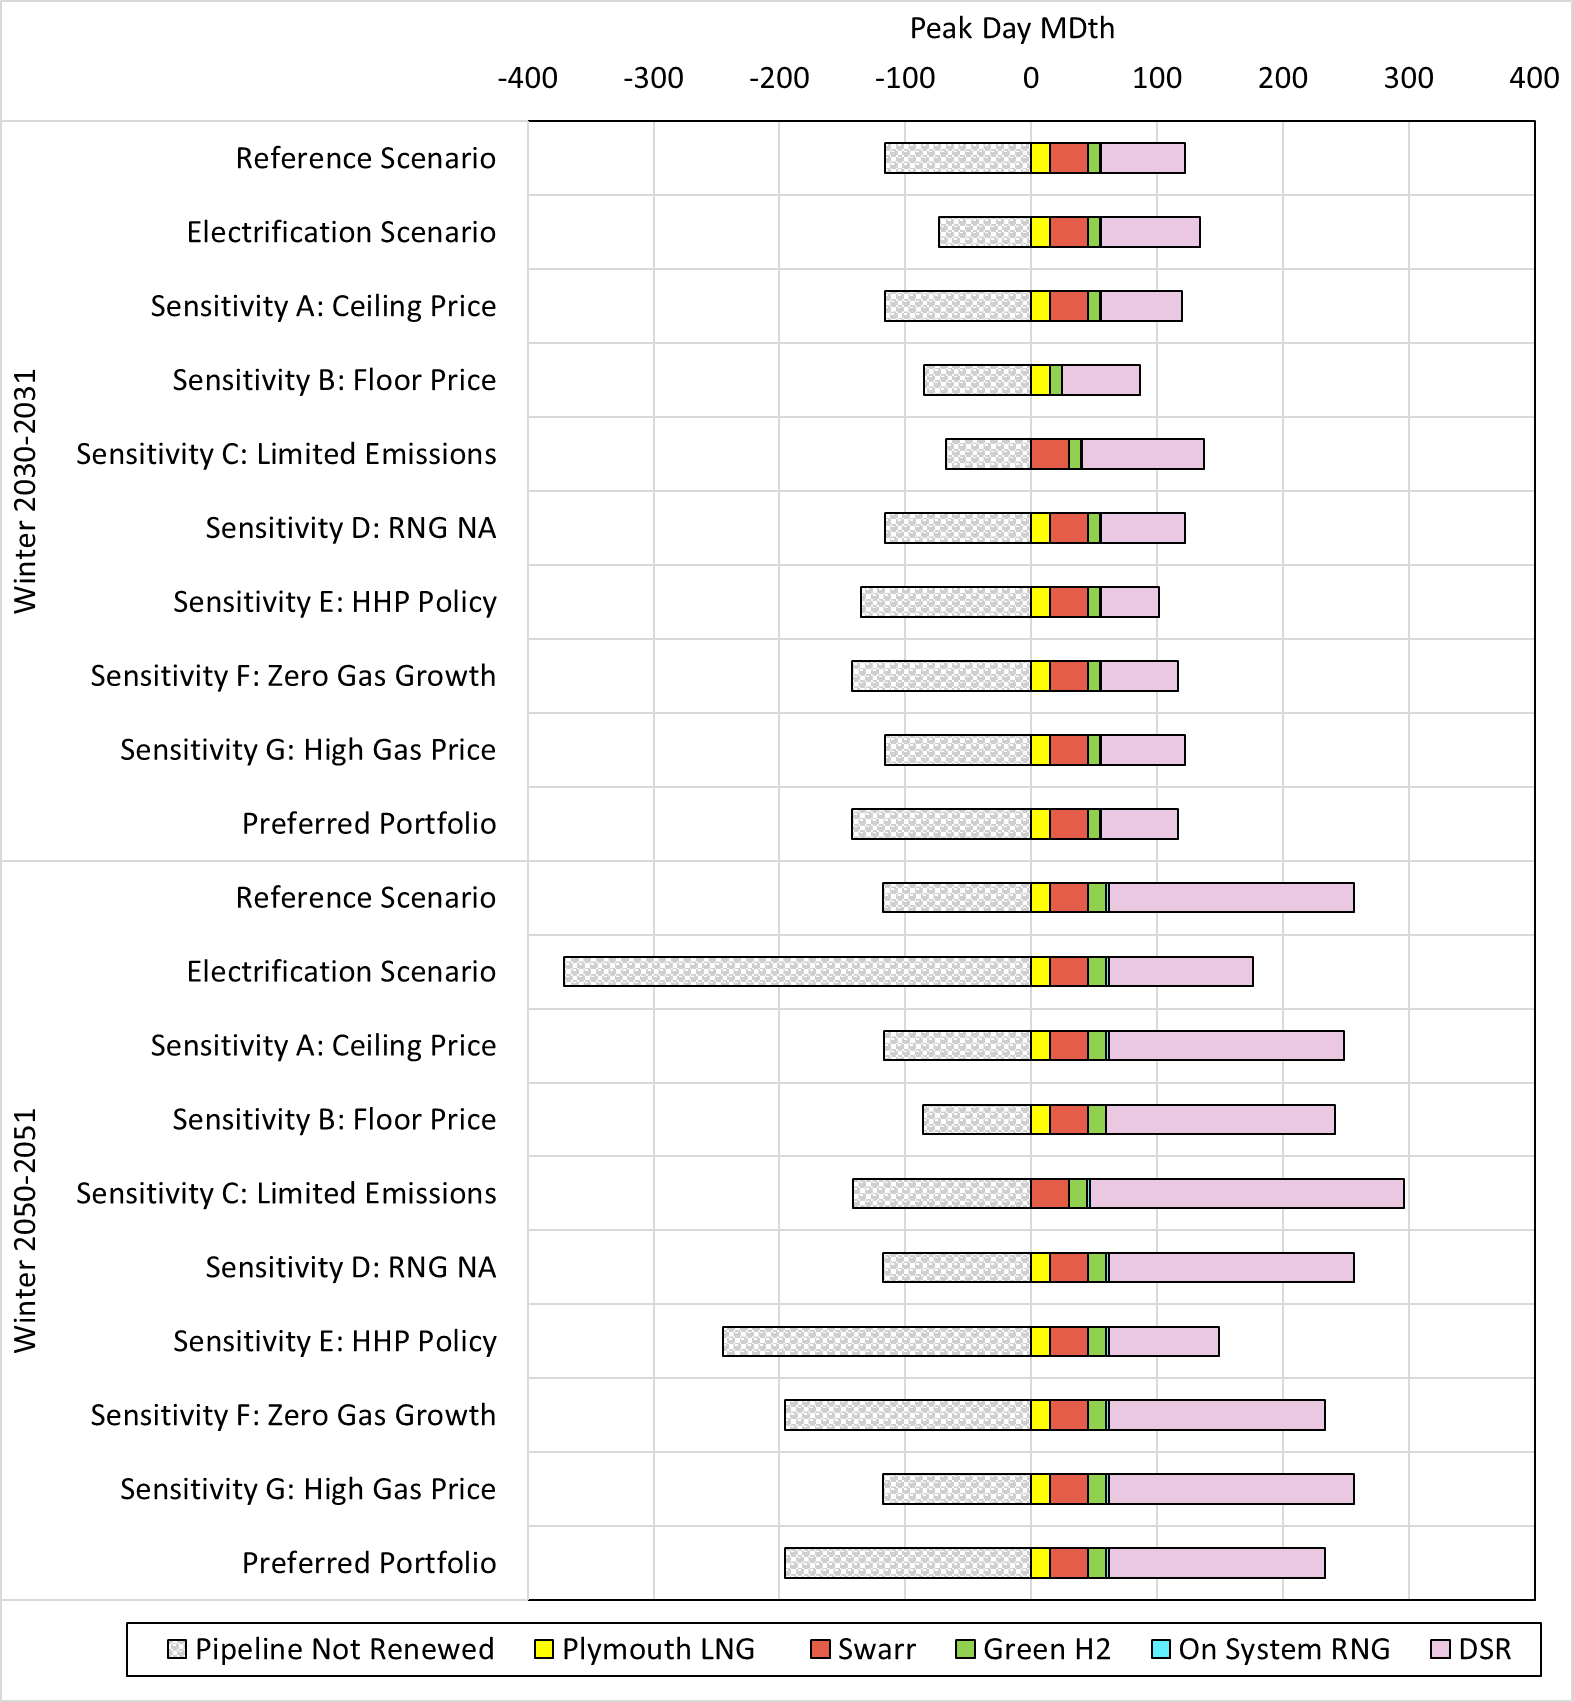 Peak Day MDth
-400 -300 -200 -100 0 100 200 300 400
Winter 2030-2031
Reference Scenario
Electrification Scenario
Sensitivity A: Ceiling Price
Sensitivity B: Floor Price
Sensitivity C: Limited Emissions
Sensitivity D: RNG NA
Sensitivity E: HHP Policy
Sensitivity F: Zero Gas Growth
Sensitivity G: High Gas Price
Preferred Portfolio
Winter 2050-2051
Reference Scenario
Electrification Scenario
Sensitivity A: Ceiling Price
Sensitivity B: Floor Price
Sensitivity C: Limited Emissions
Sensitivity D: RNG NA
Sensitivity E: HHP Policy
Sensitivity F: Zero Gas Growth
Sensitivity G: High Gas Price
Preferred Portfolio
Pipeline Not Renewed Plymouth LNG Swarr Green H2 On System RNG DSR